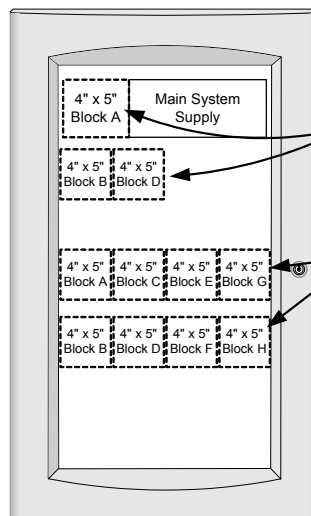 4" x 5" Main System
Block A Supply
4" x 5" 4" x 5"
Block B Block D
4" x 5" 4" x 5" 4" x 5" 4" x 5"
Block A Block C Block E Block G
4" x 5" 4" x 5" 4" x 5" 4" x 5"
Block B Block D Block F Block H